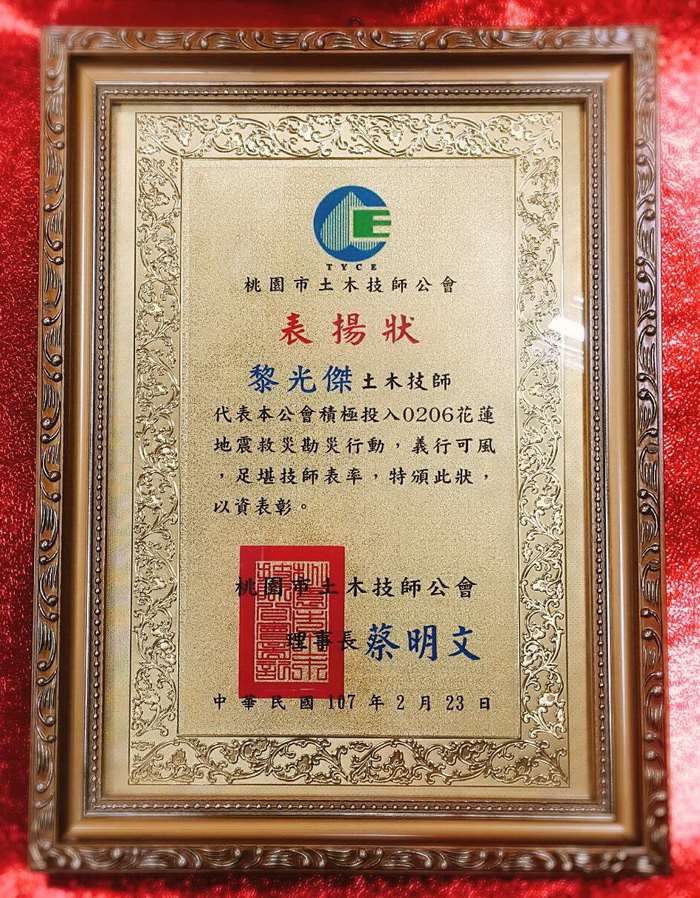 TYCE
桃園市土木技師公會
表揚狀
黎光傑土木技師
代表本公會積極投入0206花蓮
地震救災勘災行動，義行可風
，足堪技師表率，特頒此狀，
以資表彰。
桃園市土木技師公會
理事長蔡明文
中華民國107年2月23日